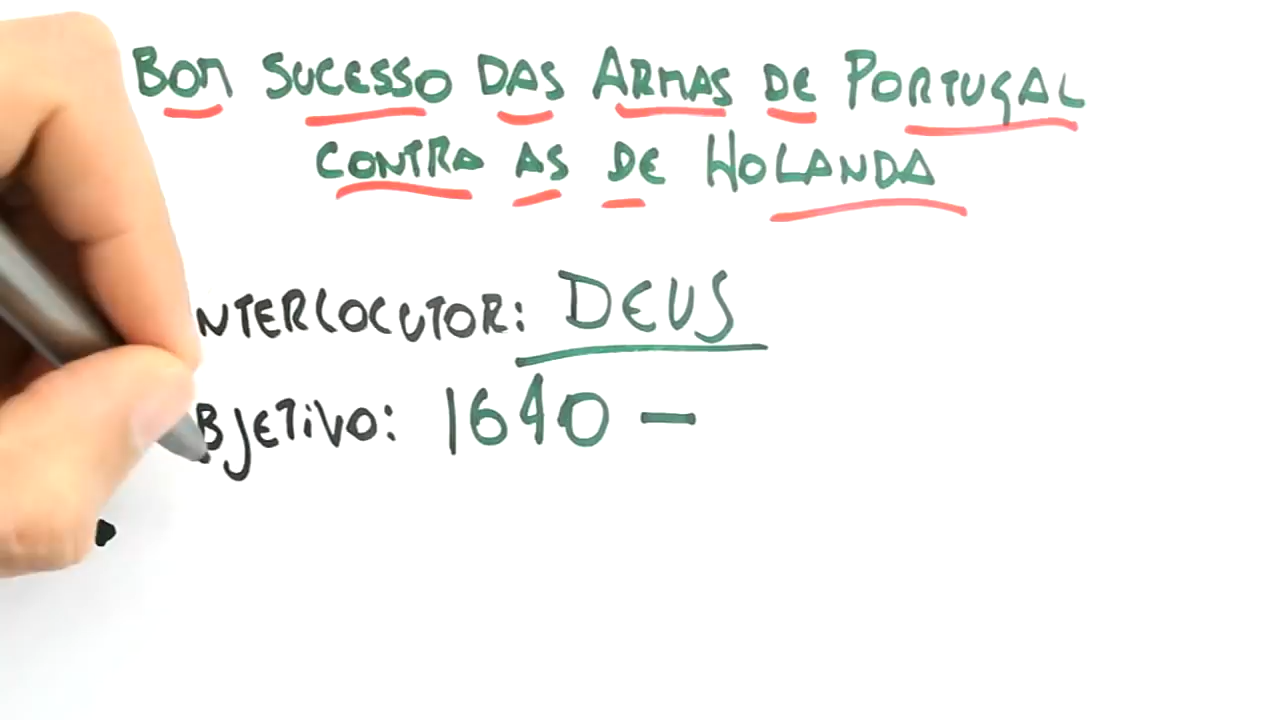 Bom Sucesso das Armas de Portugal
contra as de Holanda
nterlocutor: Deus
bjetivo: 1640 —